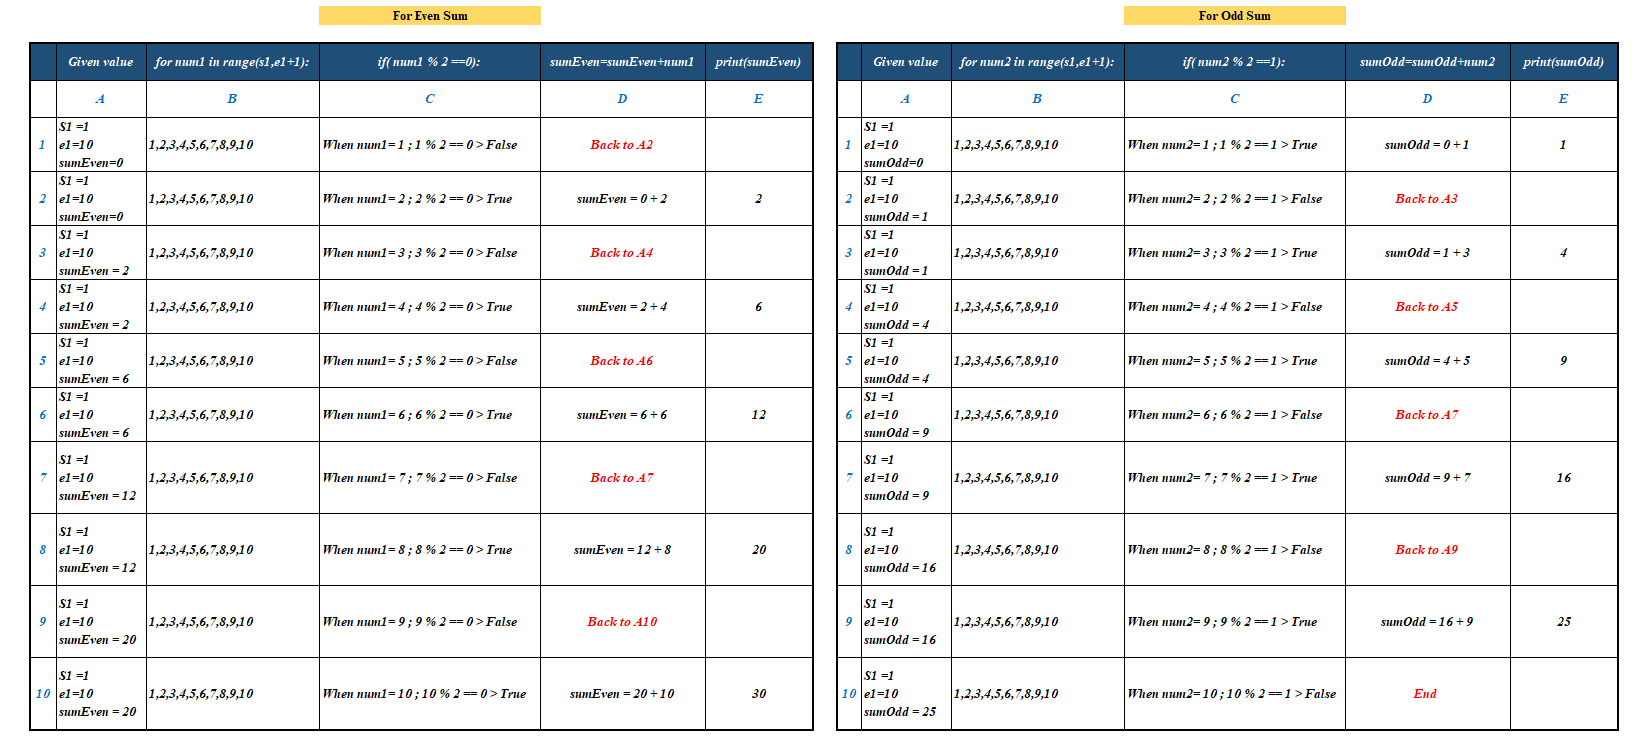 For Even Sum
Given value for num1 in range(s1,e1+1): if( num1 % 2 ==0): sumEven=sumEven+num1 print(sumEven)
A B C D E
S1 =1
1 e1=10 1,2,3,4,5,6,7,8,9,10 When num1= 1 ; 1 % 2 == 0 > False Back to A2
sumEven=0
S1 =1
2 e1=10 1,2,3,4,5,6,7,8,9,10 When num1= 2 ; 2 % 2 == 0 > True sumEven = 0 + 2 2
sumEven=0
S1 =1
3 e1=10 1,2,3,4,5,6,7,8,9,10 When num1= 3 ; 3 % 2 == 0 > False Back to A4
sumEven = 2
S1 =1
4 e1=10 1,2,3,4,5,6,7,8,9,10 When num1= 4 ; 4 % 2 == 0 > True sumEven = 2 + 4 6
sumEven = 2
S1 =1
5 e1=10 1,2,3,4,5,6,7,8,9,10 When num1= 5 ; 5 % 2 == 0 > False Back to A6
sumEven = 6
S1 =1
6 e1=10 1,2,3,4,5,6,7,8,9,10 When num1= 6 ; 6 % 2 == 0 > True sumEven = 6 + 6 12
sumEven = 6
S1 =1
7 e1=10 1,2,3,4,5,6,7,8,9,10 When num1= 7 ; 7 % 2 == 0 > False Back to A7
sumEven = 12
S1 =1
8 e1=10 1,2,3,4,5,6,7,8,9,10 When num1= 8 ; 8 % 2 == 0 > True sumEven = 12 + 8 20
sumEven = 12
S1 =1
9 e1=10 1,2,3,4,5,6,7,8,9,10 When num1= 9 ; 9 % 2 == 0 > False Back to A10
sumEven = 20
S1 =1
10 e1=10 1,2,3,4,5,6,7,8,9,10 When num1= 10 ; 10 % 2 == 0 > True sumEven = 20 + 10 30
sumEven = 20
For Odd Sum
Given value for num2 in range(s1,e1+1): if( num2 % 2 ==1): sumOdd=sumOdd+num2 print(sumOdd)
A B C D E
S1 =1
1 e1=10 1,2,3,4,5,6,7,8,9,10 When num2= 1 ; 1 % 2 == 1 > True sumOdd = 0 + 1 1
sumOdd=0
S1 =1
2 e1=10 1,2,3,4,5,6,7,8,9,10 When num2= 2 ; 2 % 2 == 1 > False Back to A3
sumOdd = 1
S1 =1
3 e1=10 1,2,3,4,5,6,7,8,9,10 When num2= 3 ; 3 % 2 == 1 > True sumOdd = 1 + 3 4
sumOdd = 1
S1 =1
4 e1=10 1,2,3,4,5,6,7,8,9,10 When num2= 4 ; 4 % 2 == 1 > False Back to A5
sumOdd = 4
S1 =1
5 e1=10 1,2,3,4,5,6,7,8,9,10 When num2= 5 ; 5 % 2 == 1 > True sumOdd = 4 + 5 9
sumOdd = 4
S1 =1
6 e1=10 1,2,3,4,5,6,7,8,9,10 When num2= 6 ; 6 % 2 == 1 > False Back to A7
sumOdd = 9
S1 =1
7 e1=10 1,2,3,4,5,6,7,8,9,10 When num2= 7 ; 7 % 2 == 1 > True sumOdd = 9 + 7 16
sumOdd = 9
S1 =1
8 e1=10 1,2,3,4,5,6,7,8,9,10 When num2= 8 ; 8 % 2 == 1 > False Back to A9
sumOdd = 16
S1 =1
9 e1=10 1,2,3,4,5,6,7,8,9,10 When num2= 9 ; 9 % 2 == 1 > True sumOdd = 16 + 9 25
sumOdd = 16
S1 =1
10 e1=10 1,2,3,4,5,6,7,8,9,10 When num2= 10 ; 10 % 2 == 1 > False End
sumOdd = 25